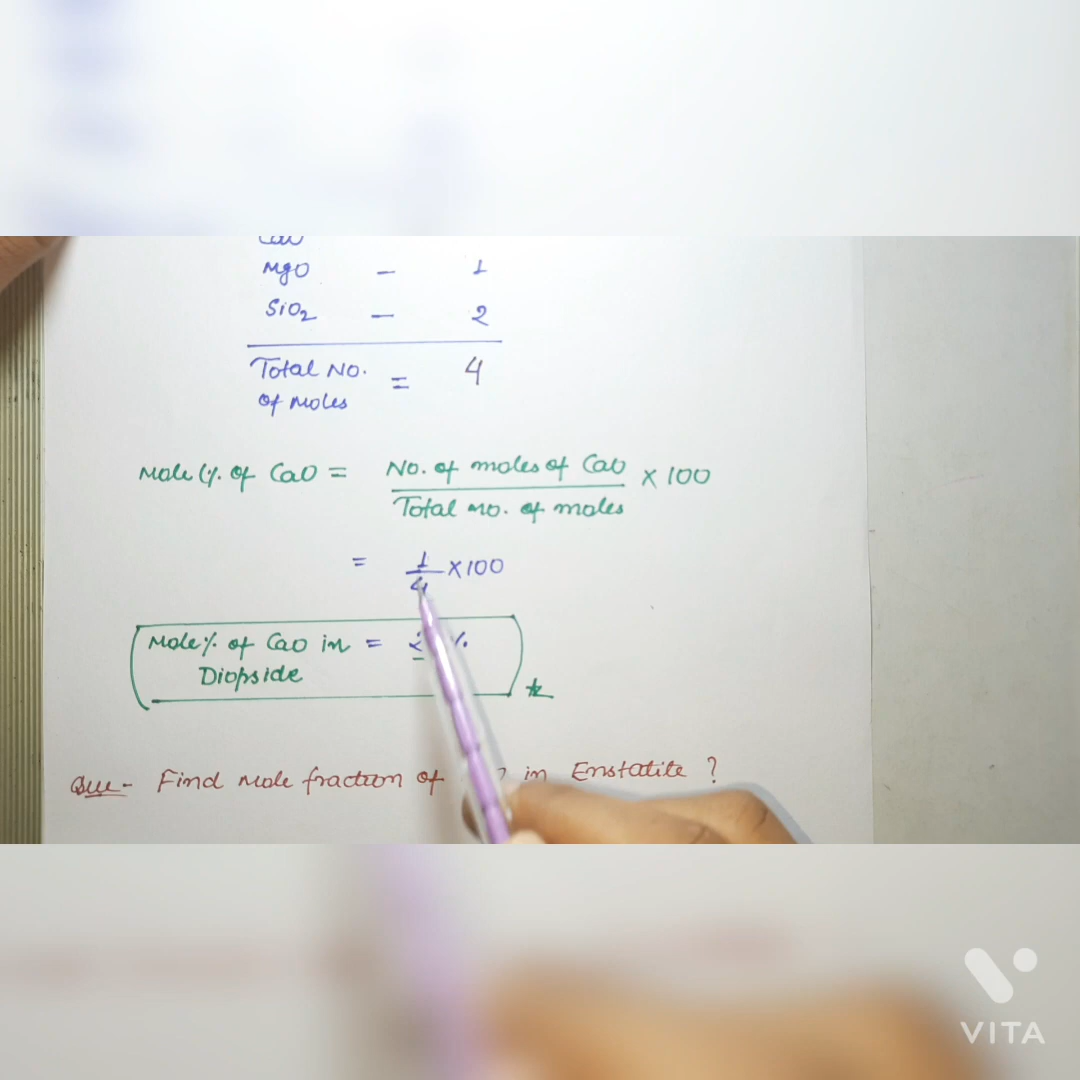 MgO - 1
SiO2 - 2
Total No. of moles = 4
Mole % of CaO = No. of moles of CaO / Total no. of moles × 100
= 1/4 × 100
Mole % of CaO in = 2 %
Diopside
Que - Find mole fraction of in Enstatite ?
VITA